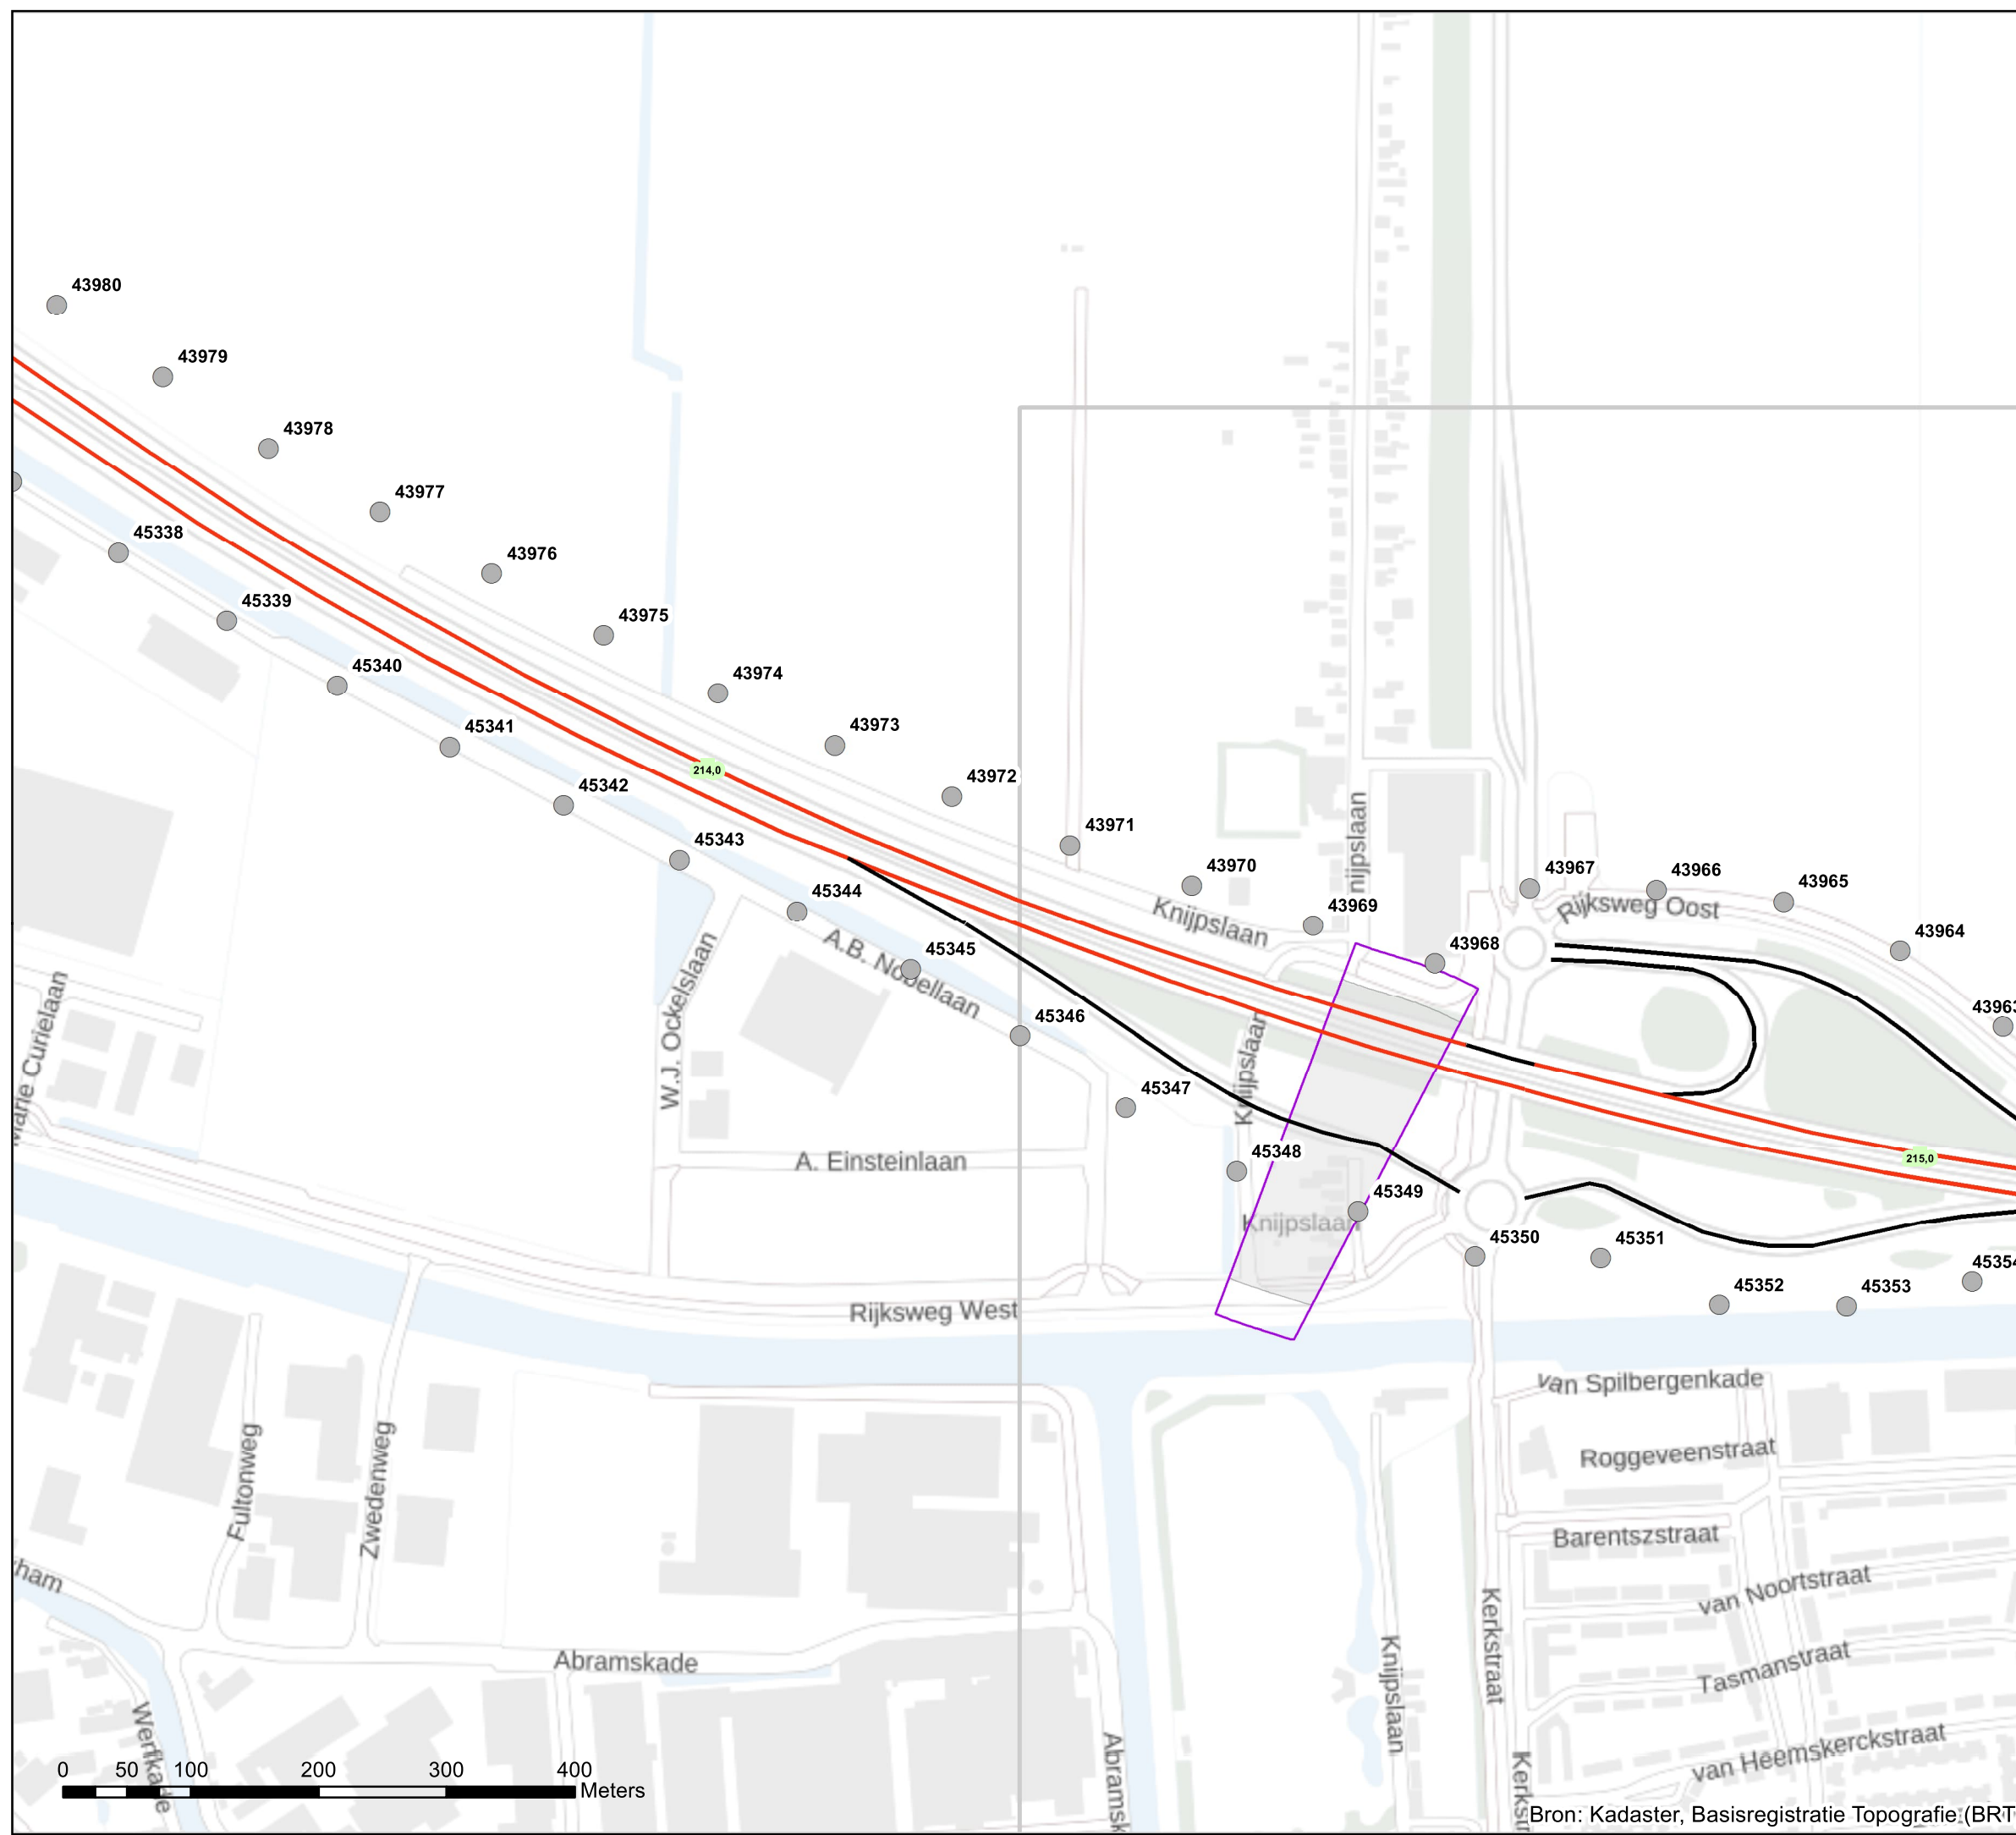 43980
43979
43978
43977
45338
43976
45339
43975
45340
43974
45341
43973
214,0
43972
45342
43971
45343
43970
nijpslaan
43967
43966
43965
45344
Knijpslaan
43969
Rijksweg Oost
43964
43968
A.B. Nobellaan
45345
W.J. Ockelslaan
45346
43963
Marie Curielaan
Knijpslaan
45347
A. Einsteinlaan
45348
215,0
45349
Knijpslaan
45350
45351
45354
45352
45353
Rijksweg West
van Spilbergenkade
Roggeveenstraat
Fultonweg
Zwedenweg
Barentszstraat
van Noortstraat
Kerkstraat
Abramskade
Knijpslaan
Tasmanstraat
van Heemskerckstraat
Werfkade
0 50 100 200 300 400
Meters
Bron: Kadaster, Basisregistratie Topografie (BRT